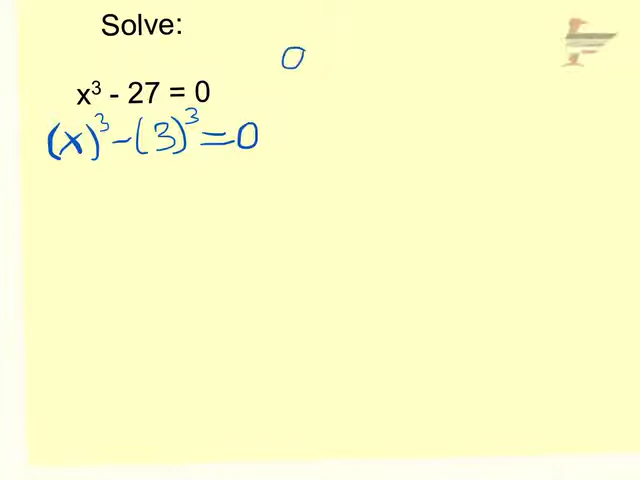 Solve:
0
x³ - 27 = 0
(x)³ - (3)³ = 0